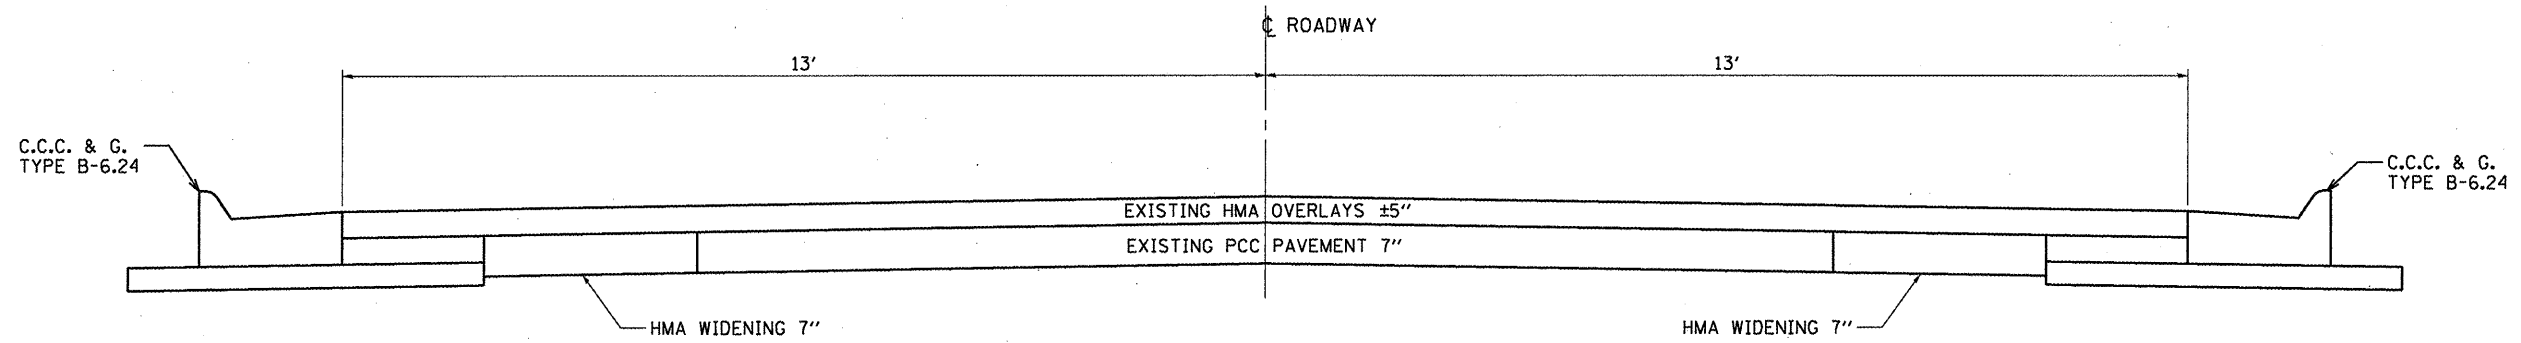 ℄ ROADWAY
13' 13'
C.C.C. & G.
TYPE B-6.24
C.C.C. & G.
TYPE B-6.24
EXISTING HMA OVERLAYS ±5"
EXISTING PCC PAVEMENT 7"
HMA WIDENING 7"
HMA WIDENING 7"